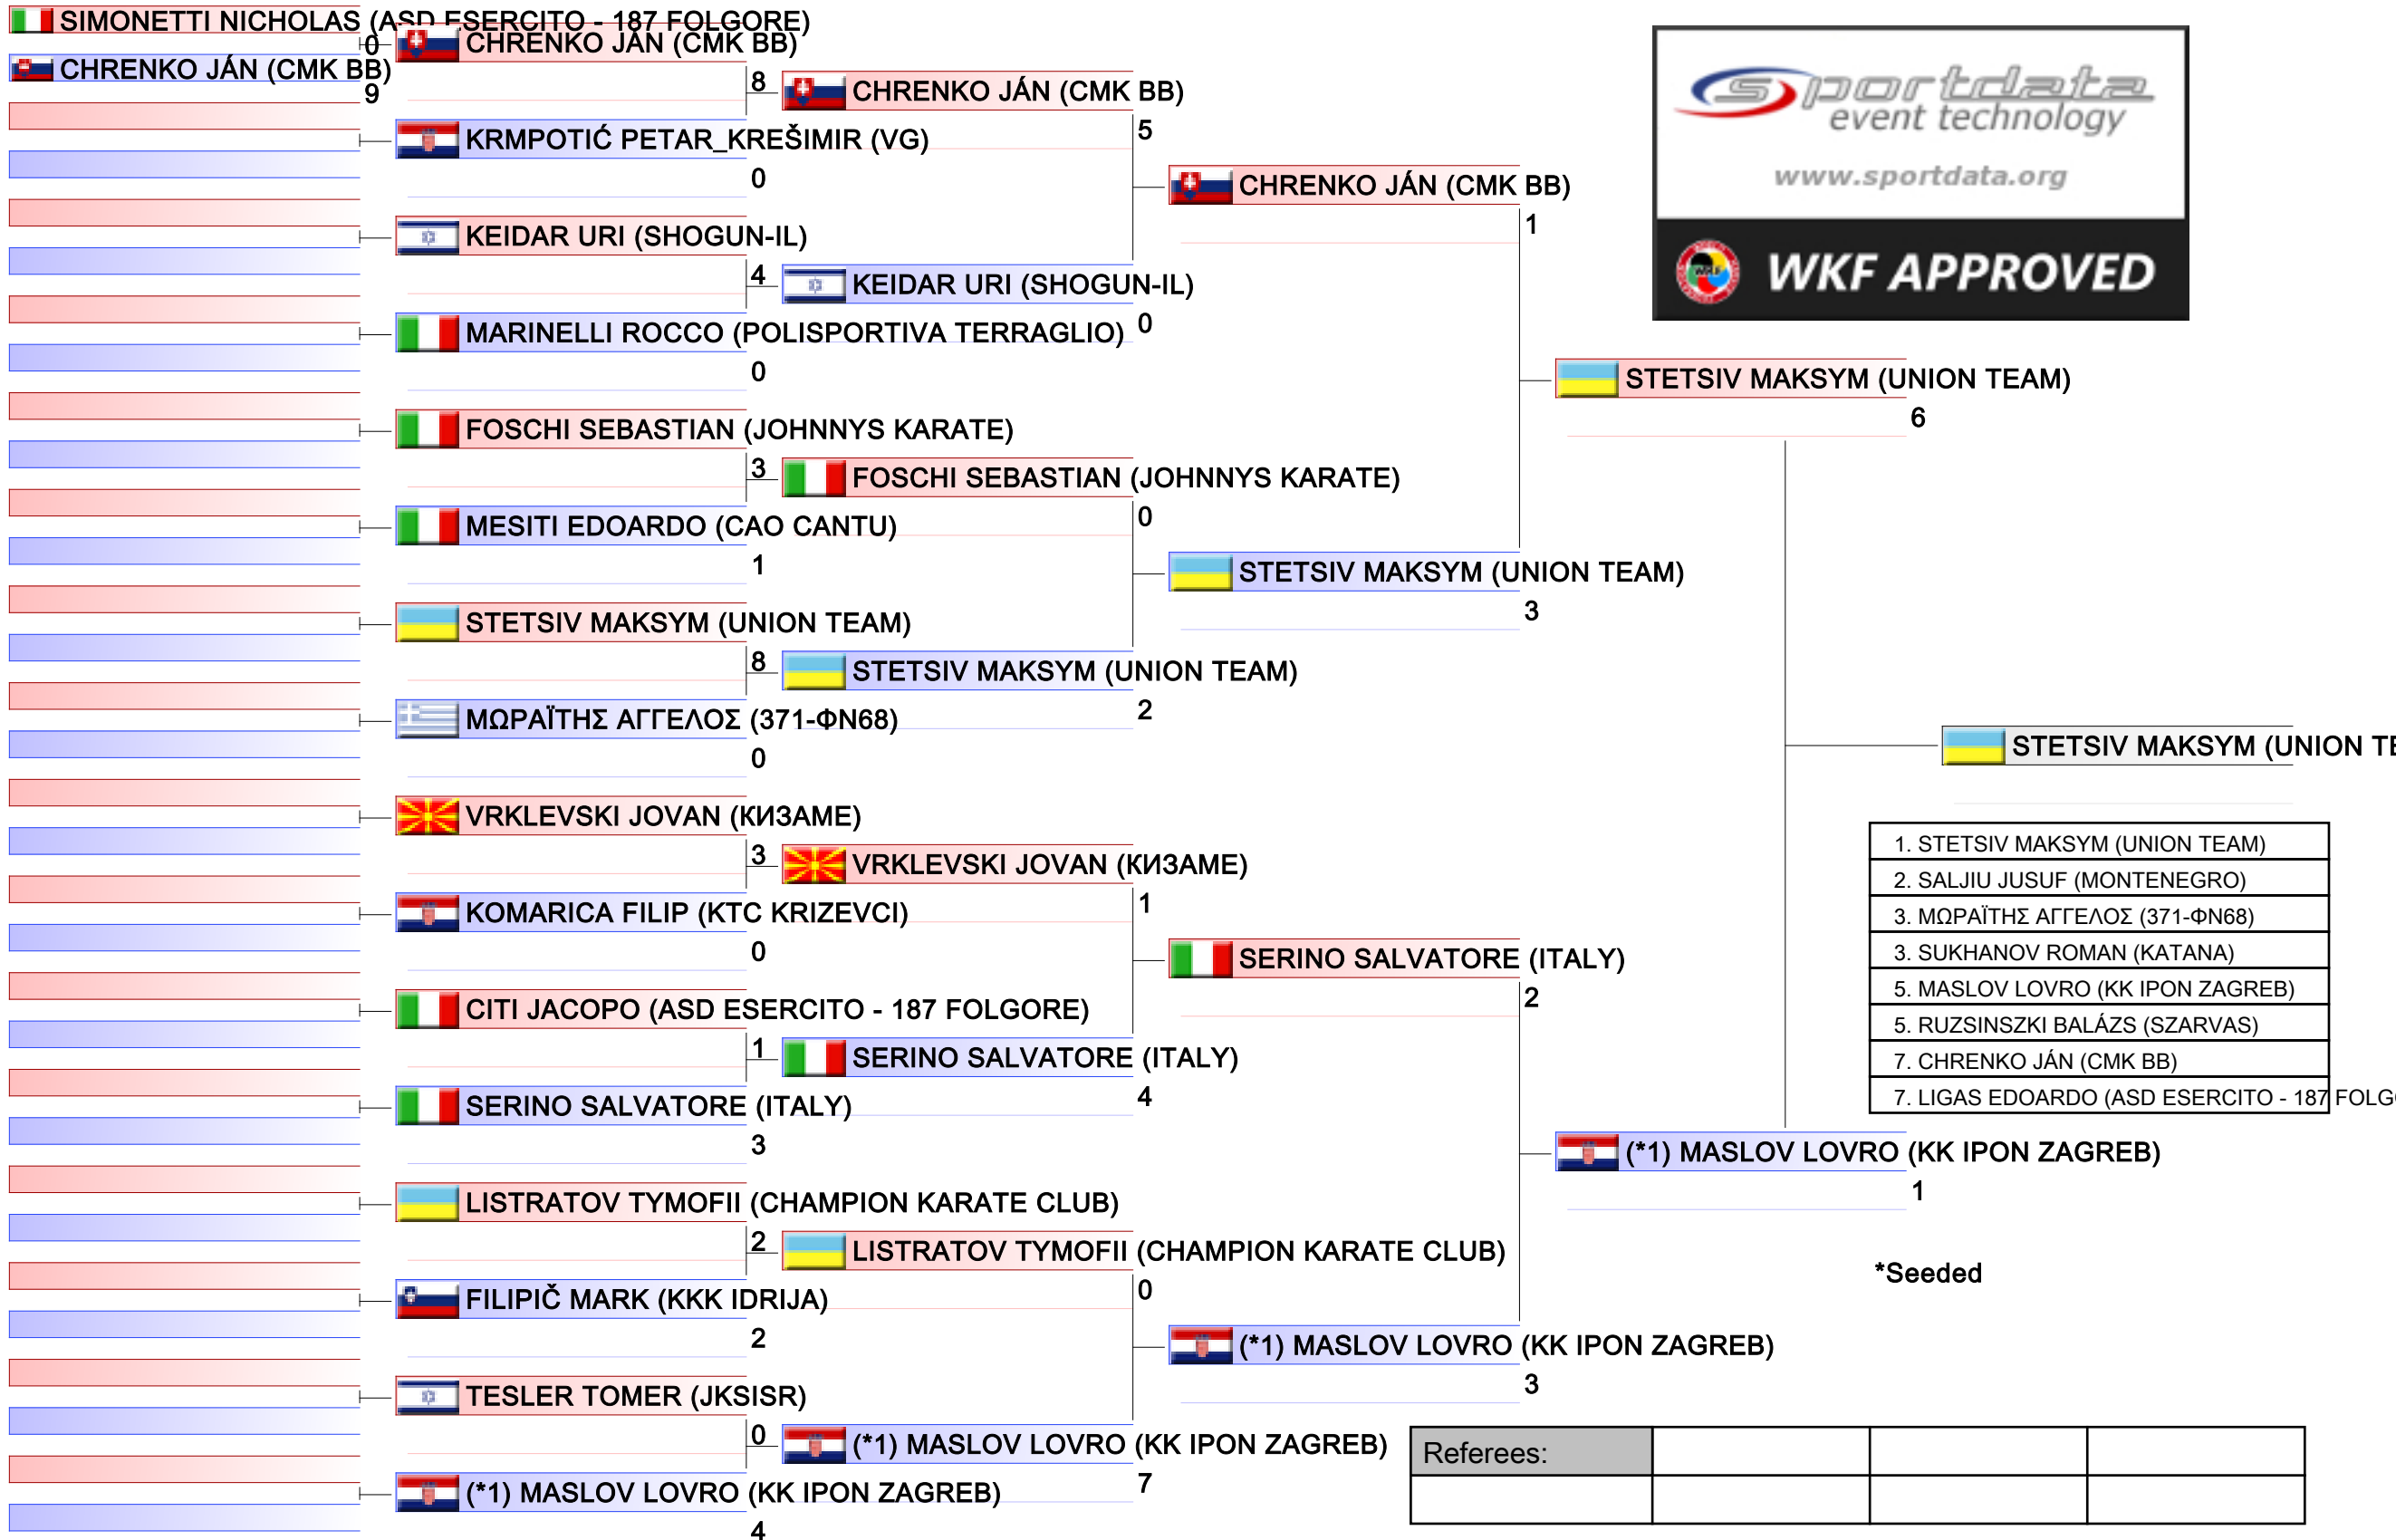 SIMONETTI NICHOLAS (ASD ESERCITO - 187 FOLGORE)
0
CHRENKO JÁN (CMK BB)
9
CHRENKO JÁN (CMK BB)
8
KRMPOTIĆ PETAR_KREŠIMIR (VG)
0
KEIDAR URI (SHOGUN-IL)
4
MARINELLI ROCCO (POLISPORTIVA TERRAGLIO)
0
FOSCHI SEBASTIAN (JOHNNYS KARATE)
3
MESITI EDOARDO (CAO CANTU)
1
STETSIV MAKSYM (UNION TEAM)
8
ΜΩΡΑΪΤΗΣ ΑΓΓΕΛΟΣ (371-ΦΝ68)
0
VRKLEVSKI JOVAN (КИЗАМЕ)
3
KOMARICA FILIP (KTC KRIZEVCI)
0
CITI JACOPO (ASD ESERCITO - 187 FOLGORE)
1
SERINO SALVATORE (ITALY)
3
LISTRATOV TYMOFII (CHAMPION KARATE CLUB)
2
FILIPIČ MARK (KKK IDRIJA)
2
TESLER TOMER (JKSISR)
0
(*1) MASLOV LOVRO (KK IPON ZAGREB)
4
CHRENKO JÁN (CMK BB)
5
KEIDAR URI (SHOGUN-IL)
0
FOSCHI SEBASTIAN (JOHNNYS KARATE)
0
STETSIV MAKSYM (UNION TEAM)
2
VRKLEVSKI JOVAN (КИЗАМЕ)
1
SERINO SALVATORE (ITALY)
4
LISTRATOV TYMOFII (CHAMPION KARATE CLUB)
0
(*1) MASLOV LOVRO (KK IPON ZAGREB)
7
CHRENKO JÁN (CMK BB)
1
STETSIV MAKSYM (UNION TEAM)
3
SERINO SALVATORE (ITALY)
2
(*1) MASLOV LOVRO (KK IPON ZAGREB)
3
STETSIV MAKSYM (UNION TEAM)
6
(*1) MASLOV LOVRO (KK IPON ZAGREB)
1
STETSIV MAKSYM (UNION TE
sportdata
event technology
www.sportdata.org
WKF APPROVED
1. STETSIV MAKSYM (UNION TEAM)
2. SALJIU JUSUF (MONTENEGRO)
3. ΜΩΡΑΪΤΗΣ ΑΓΓΕΛΟΣ (371-ΦΝ68)
3. SUKHANOV ROMAN (KATANA)
5. MASLOV LOVRO (KK IPON ZAGREB)
5. RUZSINSZKI BALÁZS (SZARVAS)
7. CHRENKO JÁN (CMK BB)
7. LIGAS EDOARDO (ASD ESERCITO - 187 FOLG
*Seeded
Referees: